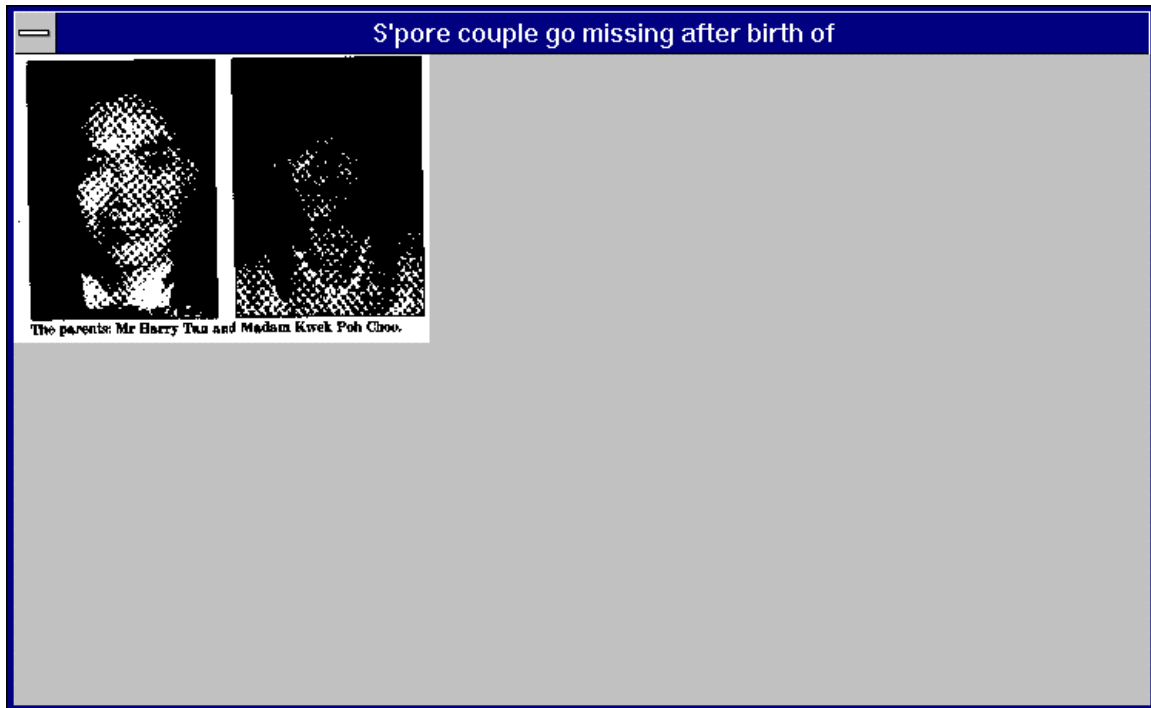 S'pore couple go missing after birth of
The parents: Mr Harry Tan and Madam Kwek Poh Choo.